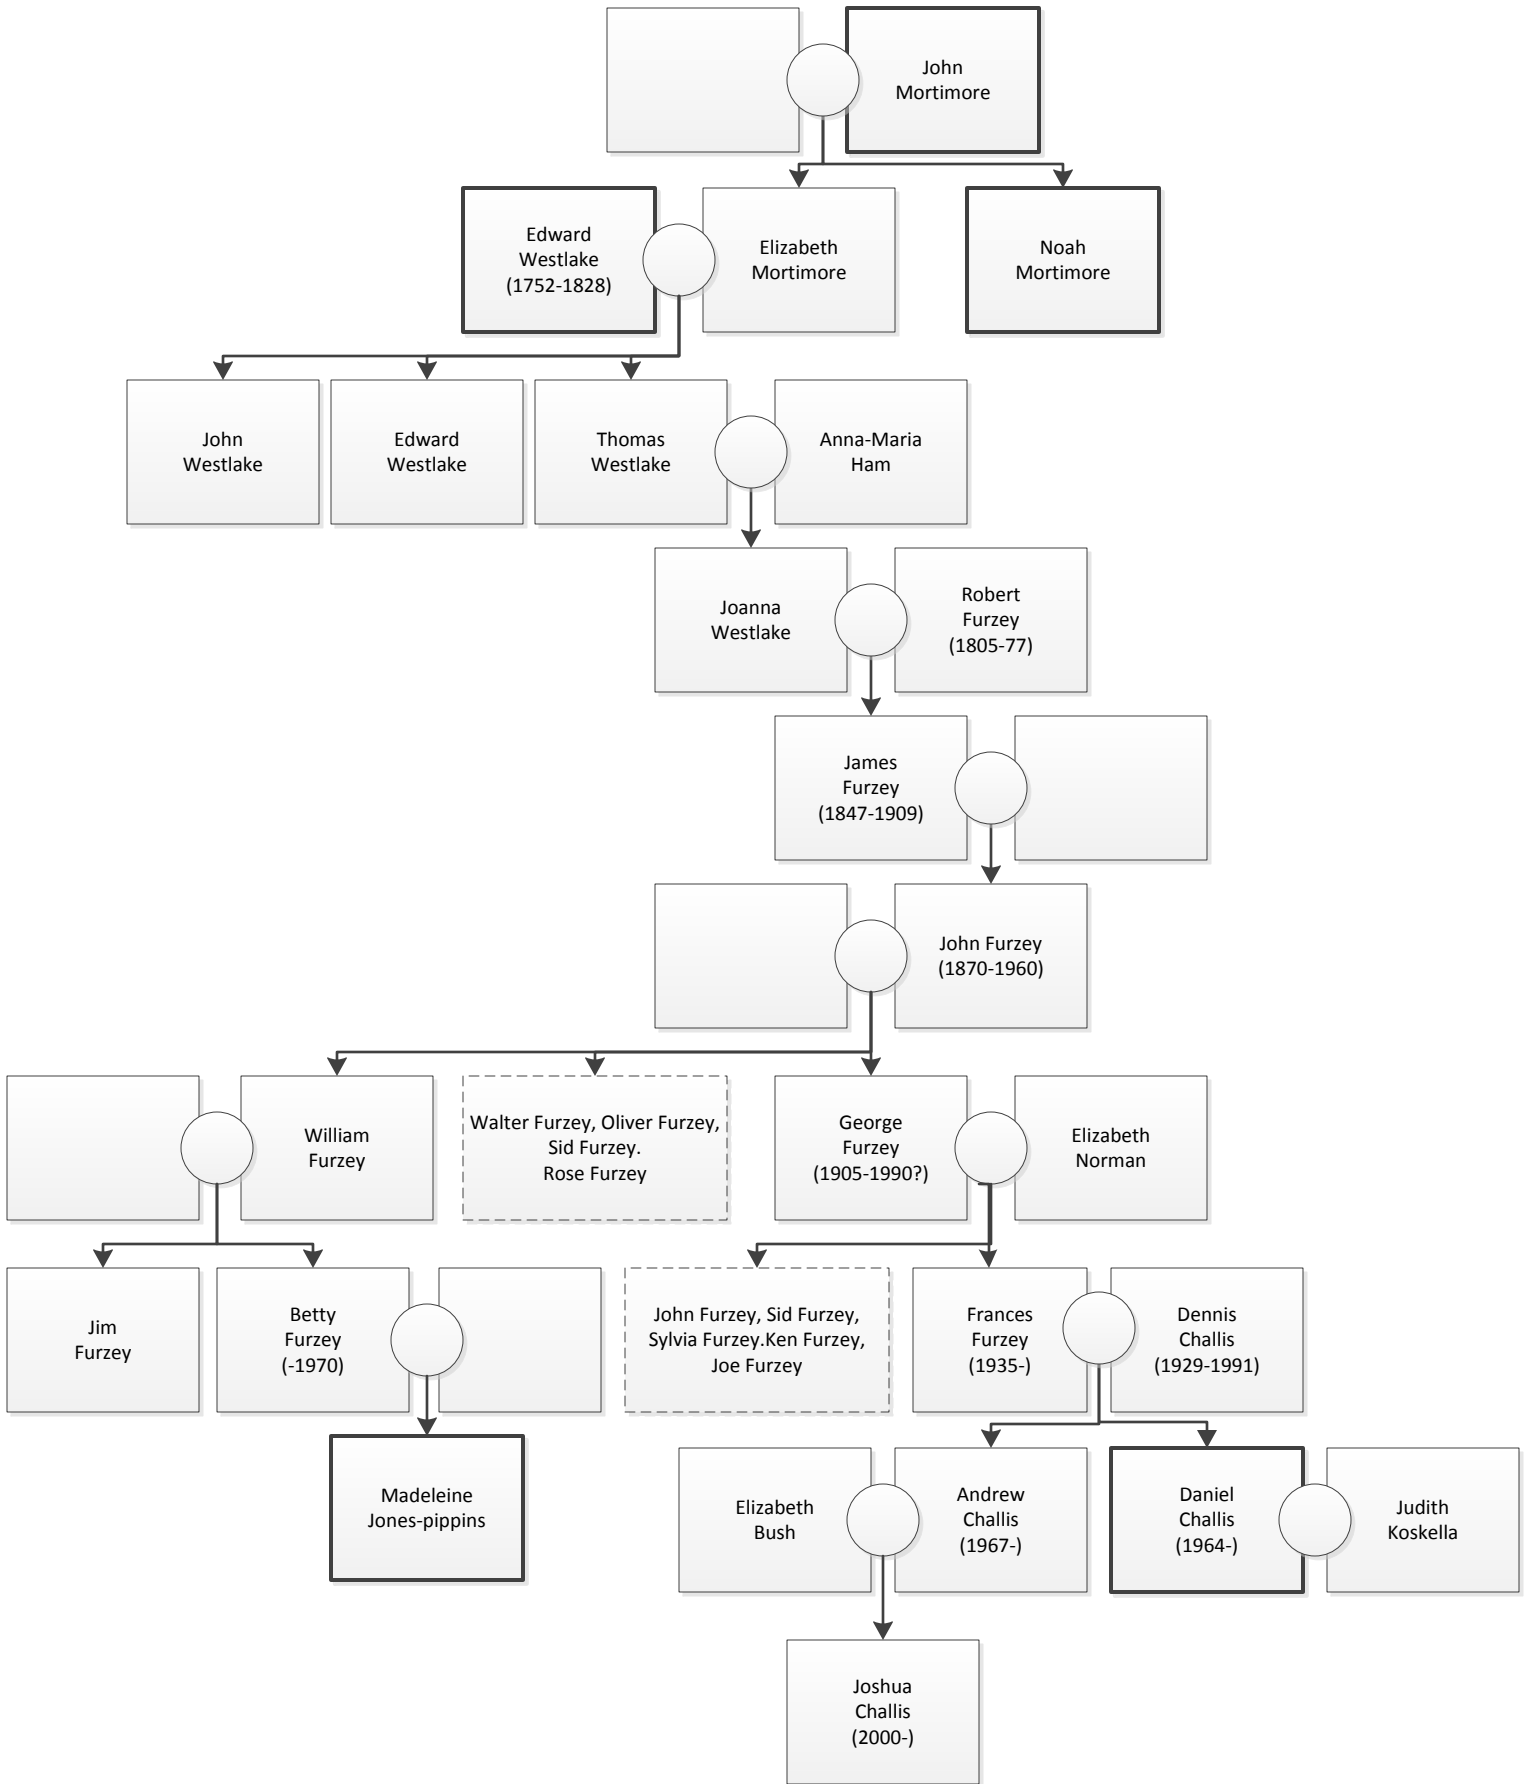 John
Mortimore
Edward
Westlake
(1752-1828)
Elizabeth
Mortimore
Noah
Mortimore
John
Westlake
Edward
Westlake
Thomas
Westlake
Anna-Maria
Ham
Joanna
Westlake
Robert
Furzey
(1805-77)
James
Furzey
(1847-1909)
John Furzey
(1870-1960)
William
Furzey
Walter Furzey, Oliver Furzey,
Sid Furzey.
Rose Furzey
George
Furzey
(1905-1990?)
Elizabeth
Norman
Jim
Furzey
Betty
Furzey
(-1970)
John Furzey, Sid Furzey,
Sylvia Furzey.Ken Furzey,
Joe Furzey
Frances
Furzey
(1935-)
Dennis
Challis
(1929-1991)
Madeleine
Jones-pippins
Elizabeth
Bush
Andrew
Challis
(1967-)
Daniel
Challis
(1964-)
Judith
Koskella
Joshua
Challis
(2000-)